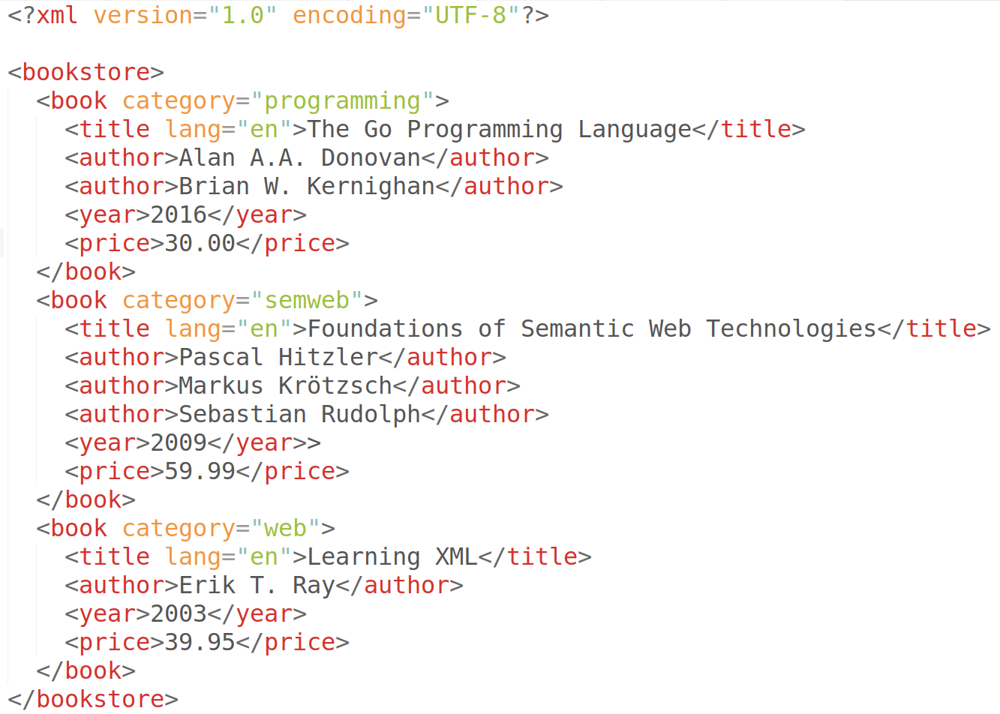 <?xml version="1.0" encoding="UTF-8"?>

<bookstore>
  <book category="programming">
    <title lang="en">The Go Programming Language</title>
    <author>Alan A.A. Donovan</author>
    <author>Brian W. Kernighan</author>
    <year>2016</year>
    <price>30.00</price>
  </book>
  <book category="semweb">
    <title lang="en">Foundations of Semantic Web Technologies</title>
    <author>Pascal Hitzler</author>
    <author>Markus Krötzsch</author>
    <author>Sebastian Rudolph</author>
    <year>2009</year>>
    <price>59.99</price>
  </book>
  <book category="web">
    <title lang="en">Learning XML</title>
    <author>Erik T. Ray</author>
    <year>2003</year>
    <price>39.95</price>
  </book>
</bookstore>